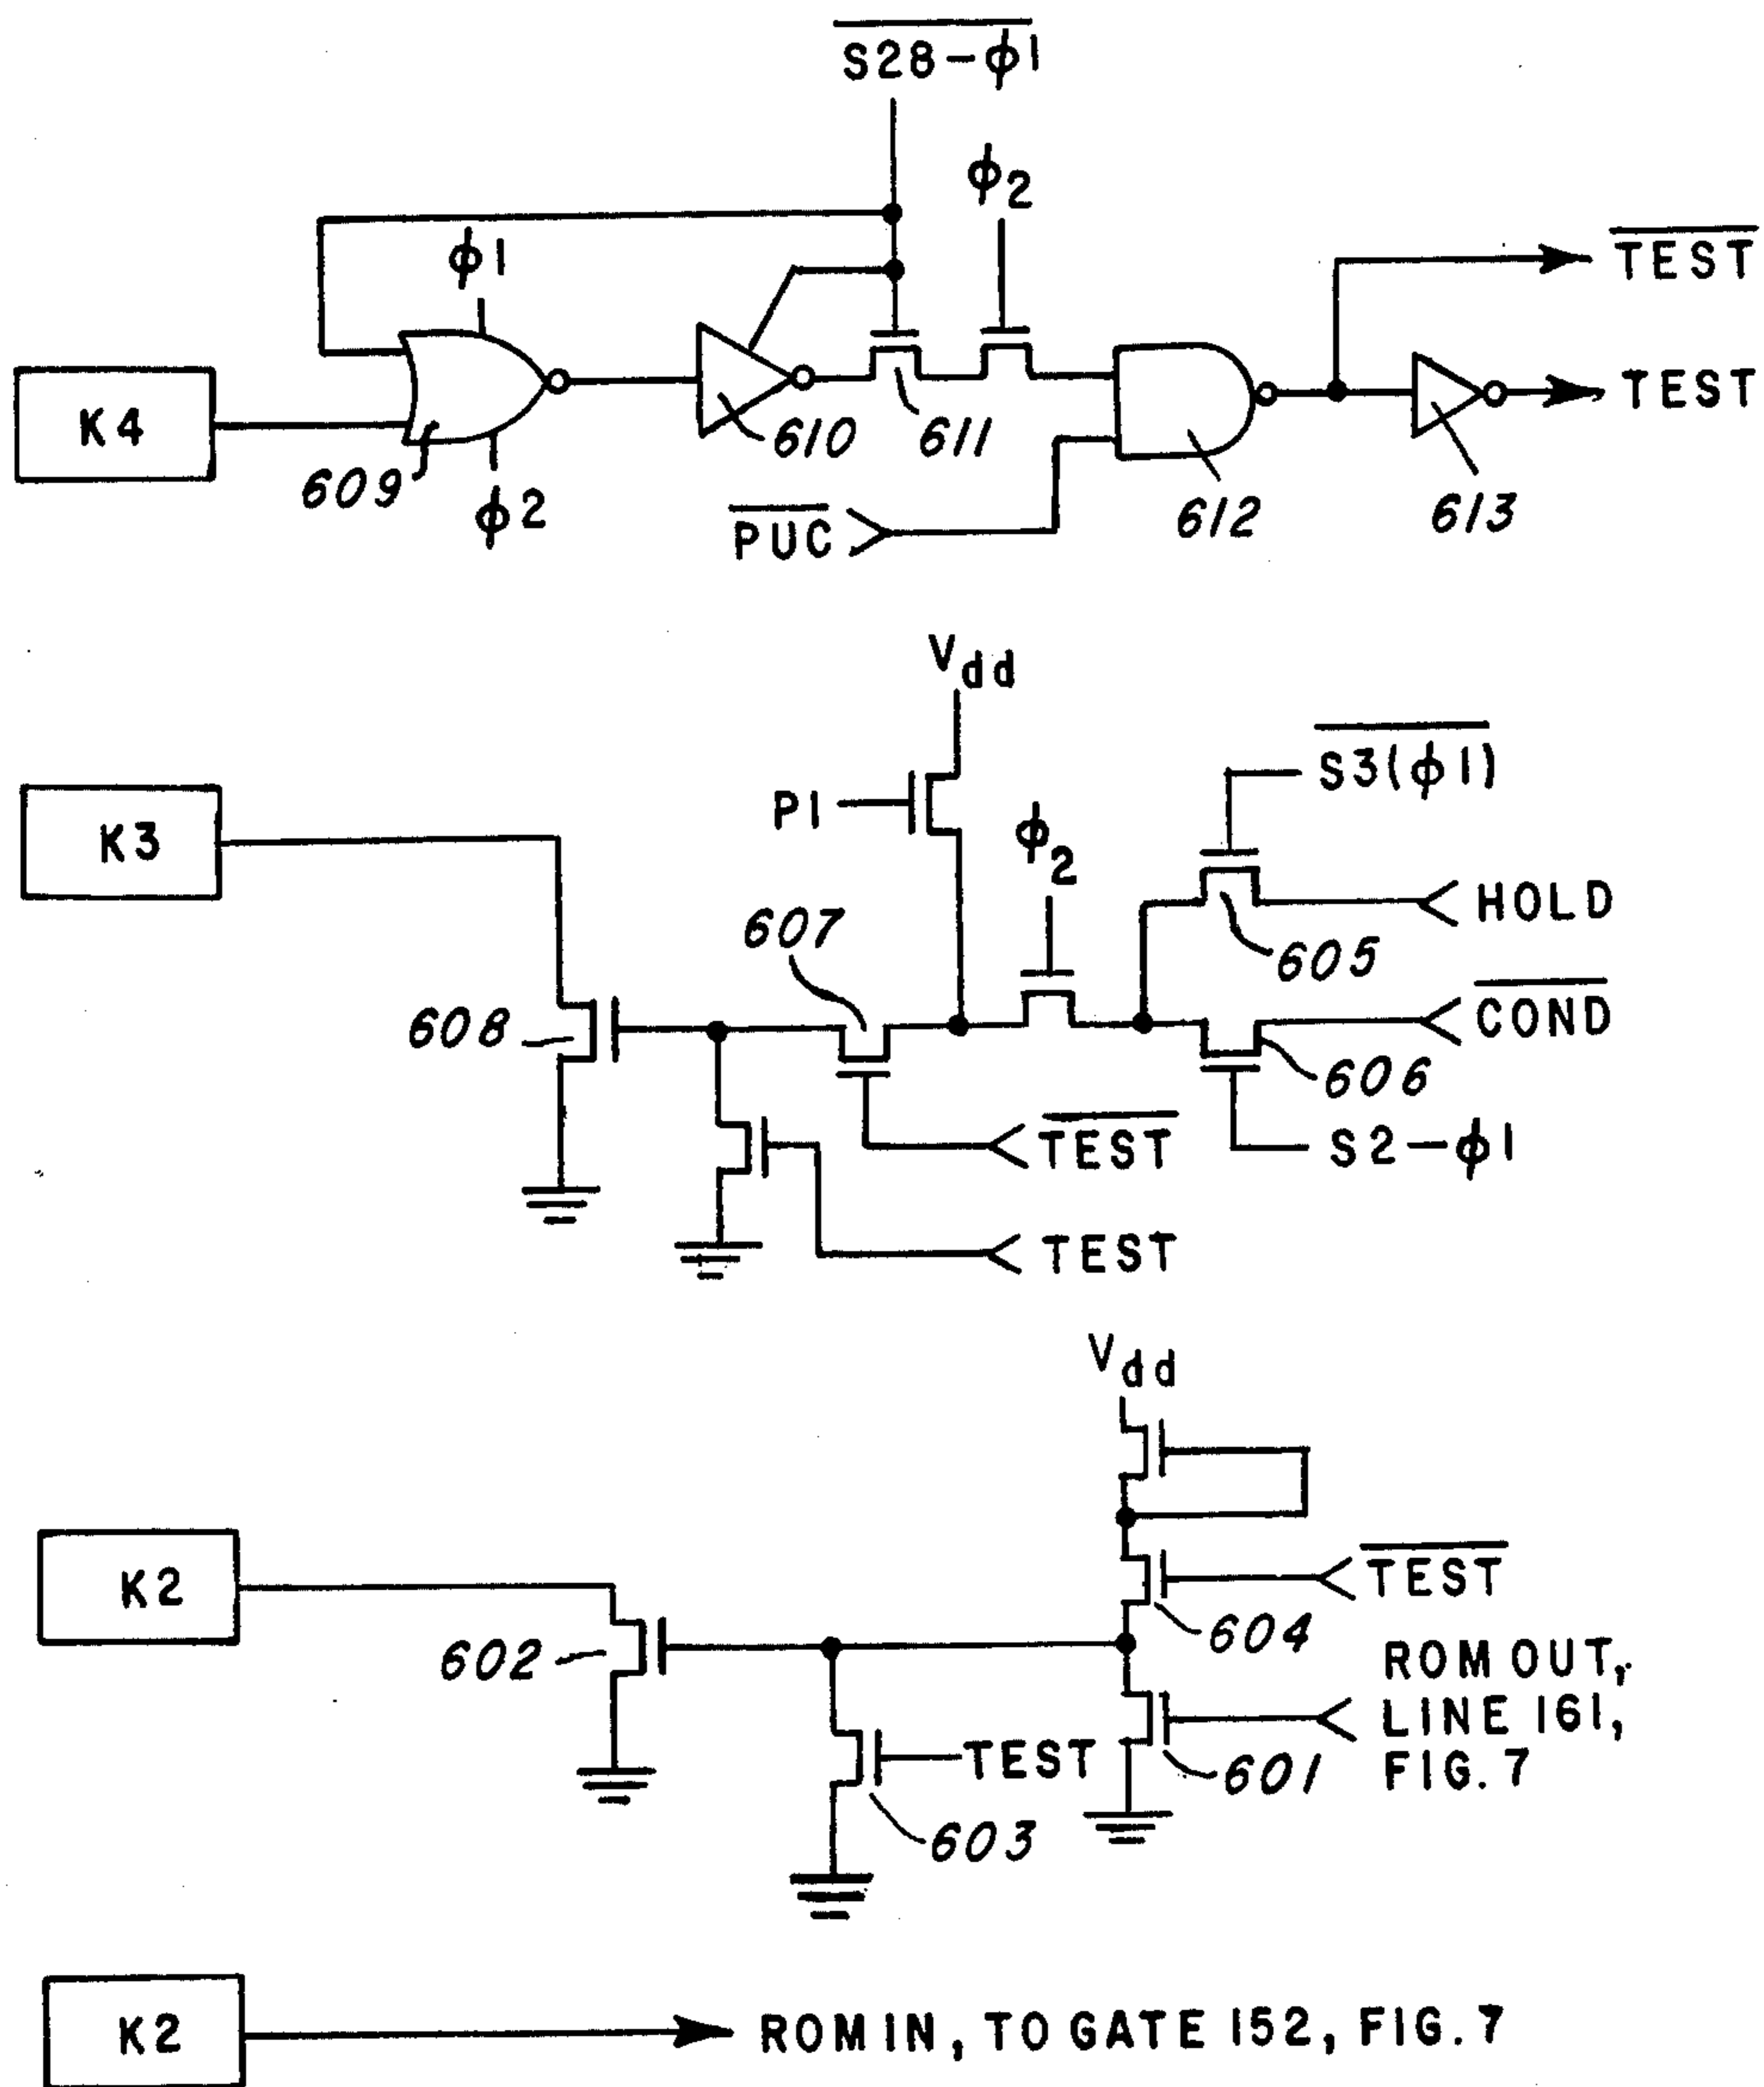 S28-ϕ1
ϕ2
ϕ1
TEST
K4
TEST
609
ϕ2
610
611
PUC
612
613
Vdd
S3(ϕ1)
K3
P1
ϕ2
HOLD
607
605
608
COND
606
TEST
S2-ϕ1
TEST
Vdd
K2
TEST
602
604
ROM OUT,
LINE 161,
FIG. 7
TEST
601
603
K2
ROM IN, TO GATE 152, FIG. 7